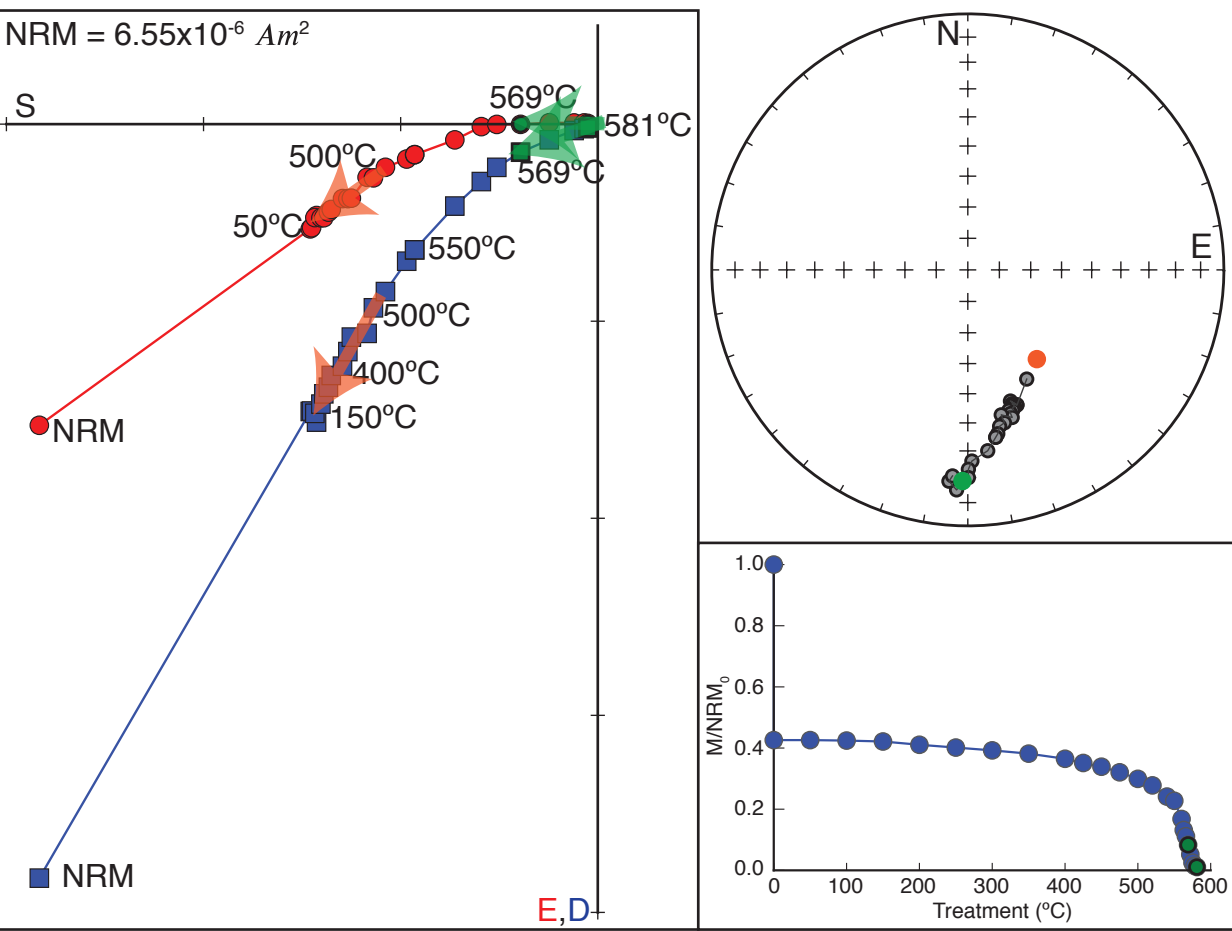 NRM = 6.55x10⁻⁶ Am²
S
569ºC
581ºC
500ºC
569ºC
50ºC
550ºC
500ºC
400ºC
150ºC
NRM
NRM
E,D
N
E
1.0
0.8
0.6
0.4
0.2
0.0
M/NRM₀
0 100 200 300 400 500 600
Treatment (ºC)